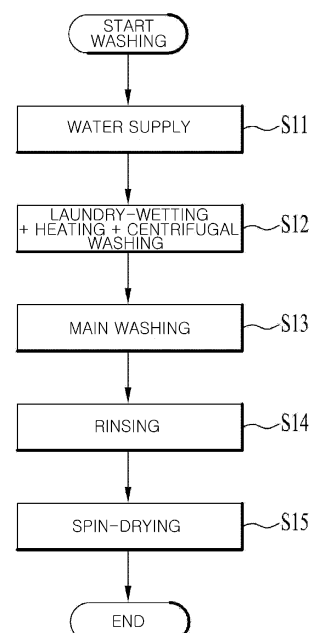 START
WASHING
WATER SUPPLY
S11
LAUNDRY-WETTING
+ HEATING + CENTRIFUGAL
WASHING
S12
MAIN WASHING
S13
RINSING
S14
SPIN-DRYING
S15
END